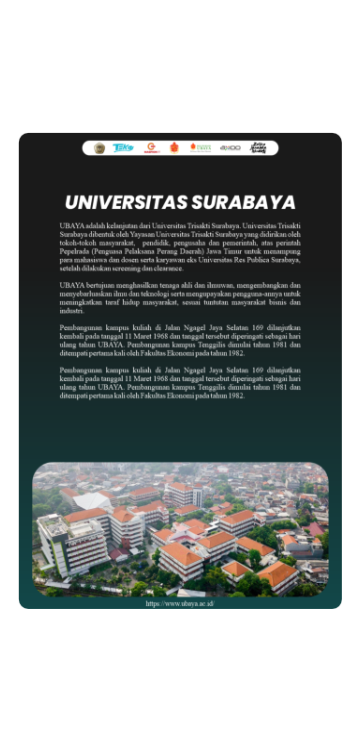 UNIVERSITAS SURABAYA
UBAYA adalah kelanjutan dari Universitas Trisakti Surabaya. Universitas Trisakti
Surabaya dibentuk oleh Yayasan Universitas Trisakti Surabaya yang didirikan oleh
tokoh-tokoh masyarakat, pendidik, pengusaha dan pemerintah, atas perintah
Pepelrada (Penguasa Pelaksana Perang Daerah) Jawa Timur untuk menampung
para mahasiswa dan dosen serta karyawan eks Universitas Res Publica Surabaya,
setelah dilakukan screening dan clearance.
UBAYA bertujuan menghasilkan tenaga ahli dan ilmuwan, mengembangkan dan
menyebarluaskan ilmu dan teknologi serta mengupayakan penggunaannya untuk
meningkatkan taraf hidup masyarakat, sesuai tuntutan masyarakat bisnis dan
industri.
Pembangunan kampus kuliah di Jalan Ngagel Jaya Selatan 169 dilanjutkan
kembali pada tanggal 11 Maret 1968 dan tanggal tersebut diperingati sebagai hari
ulang tahun UBAYA. Pembangunan kampus Tenggilis dimulai tahun 1981 dan
ditempati pertama kali oleh Fakultas Ekonomi pada tahun 1982.
Pembangunan kampus kuliah di Jalan Ngagel Jaya Selatan 169 dilanjutkan
kembali pada tanggal 11 Maret 1968 dan tanggal tersebut diperingati sebagai hari
ulang tahun UBAYA. Pembangunan kampus Tenggilis dimulai tahun 1981 dan
ditempati pertama kali oleh Fakultas Ekonomi pada tahun 1982.
https://www.ubaya.ac.id/